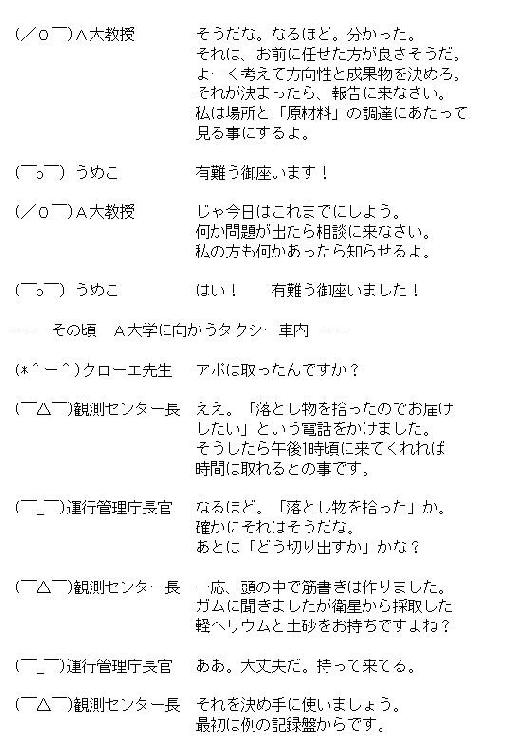 (／０￣)Ａ大教授　そうだな。なるほど。分かった。
それは、お前に任せた方が良さそうだ。
よーく考えて方向性と成果物を決めろ。
それが決まったら、報告に来なさい。
私は場所と「原材料」の調達にあたって
見る事にするよ。
(￣ｏ￣) うめこ　有難う御座います！
(／０￣)Ａ大教授　じゃ今日はこれまでにしよう。
何か問題が出たら相談に来なさい。
私の方も何かあったら知らせるよ。
(￣ｏ￣) うめこ　はい！　有難う御座いました！
その頃　Ａ大学に向かうタクシー車内
(*＾ー＾)クローエ先生　アポは取ったんですか？
(￣△￣)観測センター長　ええ。「落とし物を拾ったのでお届け
したい」という電話をかけました。
そうしたら午後1時頃に来てくれれば
時間は取れるとの事です。
(￣_￣)運行管理庁長官　なるほど。「落とし物を拾った」か。
確かにそれはそうだな。
あとは「どう切り出すか」かな？
(￣△￣)観測センター長　一応、頭の中で筋書きは作りました。
ガムに聞きましたが衛星から採取した
軽ヘリウムと土砂をお持ちですよね？
(￣_￣)運行管理庁長官　ああ。大丈夫だ。持って来てる。
(￣△￣)観測センター長　それを決め手に使いましょう。
最初は例の記録盤からです。